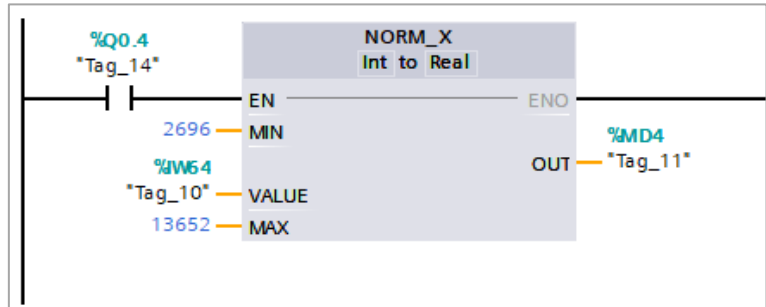 %Q0.4
"Tag_14"
NORM_X
Int to Real
EN
ENO
2696
MIN
%MD4
OUT
"Tag_11"
%IW64
"Tag_10"
VALUE
13652
MAX